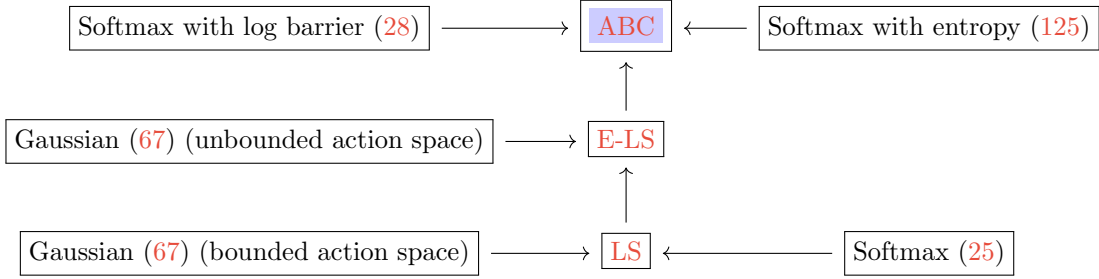 Softmax with log barrier (28)
ABC
Softmax with entropy (125)
Gaussian (67) (unbounded action space)
E-LS
Gaussian (67) (bounded action space)
LS
Softmax (25)